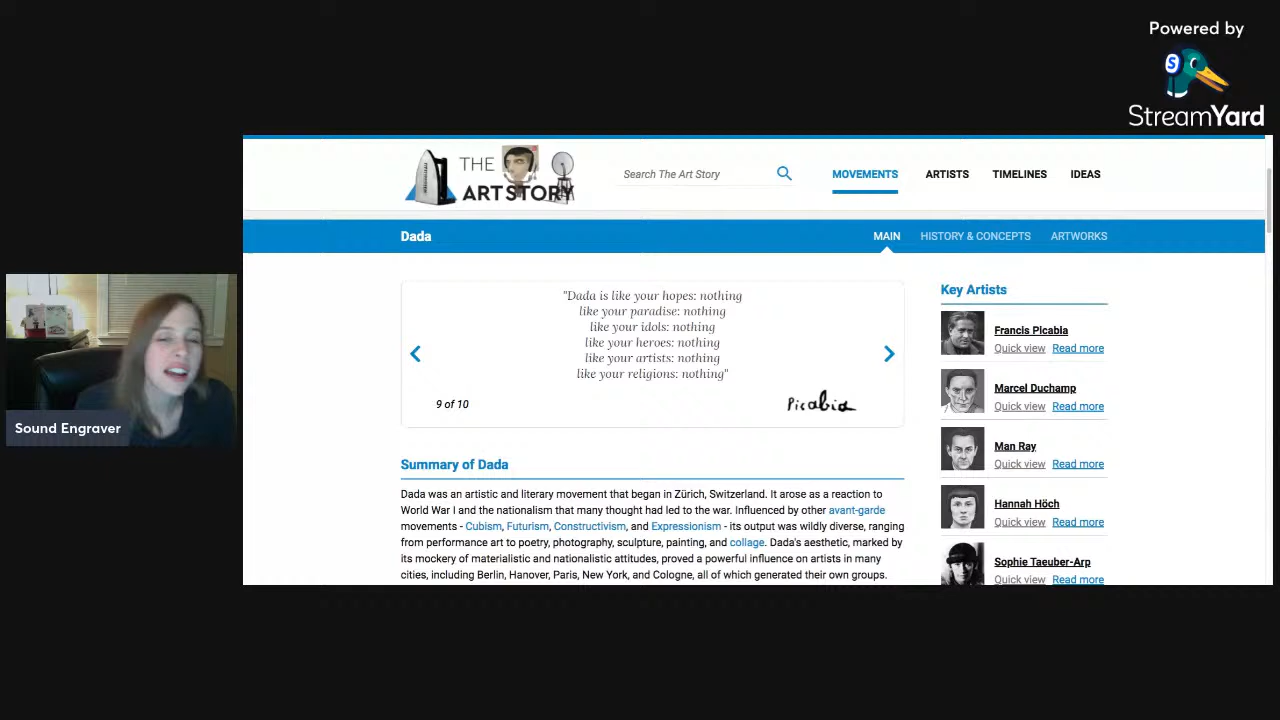 Powered by
StreamYard
THE
ART STORY
Search The Art Story
MOVEMENTS
ARTISTS
TIMELINES
IDEAS
Dada
MAIN
HISTORY & CONCEPTS
ARTWORKS
"Dada is like your hopes: nothing
like your paradise: nothing
like your idols: nothing
like your heroes: nothing
like your artists: nothing
like your religions: nothing"
9 of 10
Picabia
Summary of Dada
Dada was an artistic and literary movement that began in Zürich, Switzerland. It arose as a reaction to
World War I and the nationalism that many thought had led to the war. Influenced by other avant-garde
movements - Cubism, Futurism, Constructivism, and Expressionism - its output was wildly diverse, ranging
from performance art to poetry, photography, sculpture, painting, and collage. Dada's aesthetic, marked by
its mockery of materialistic and nationalistic attitudes, proved a powerful influence on artists in many
cities, including Berlin, Hanover, Paris, New York, and Cologne, all of which generated their own groups.
Key Artists
Francis Picabia
Quick view Read more
Marcel Duchamp
Quick view Read more
Man Ray
Quick view Read more
Hannah Höch
Quick view Read more
Sophie Taeuber-Arp
Quick view Read more
Sound Engraver